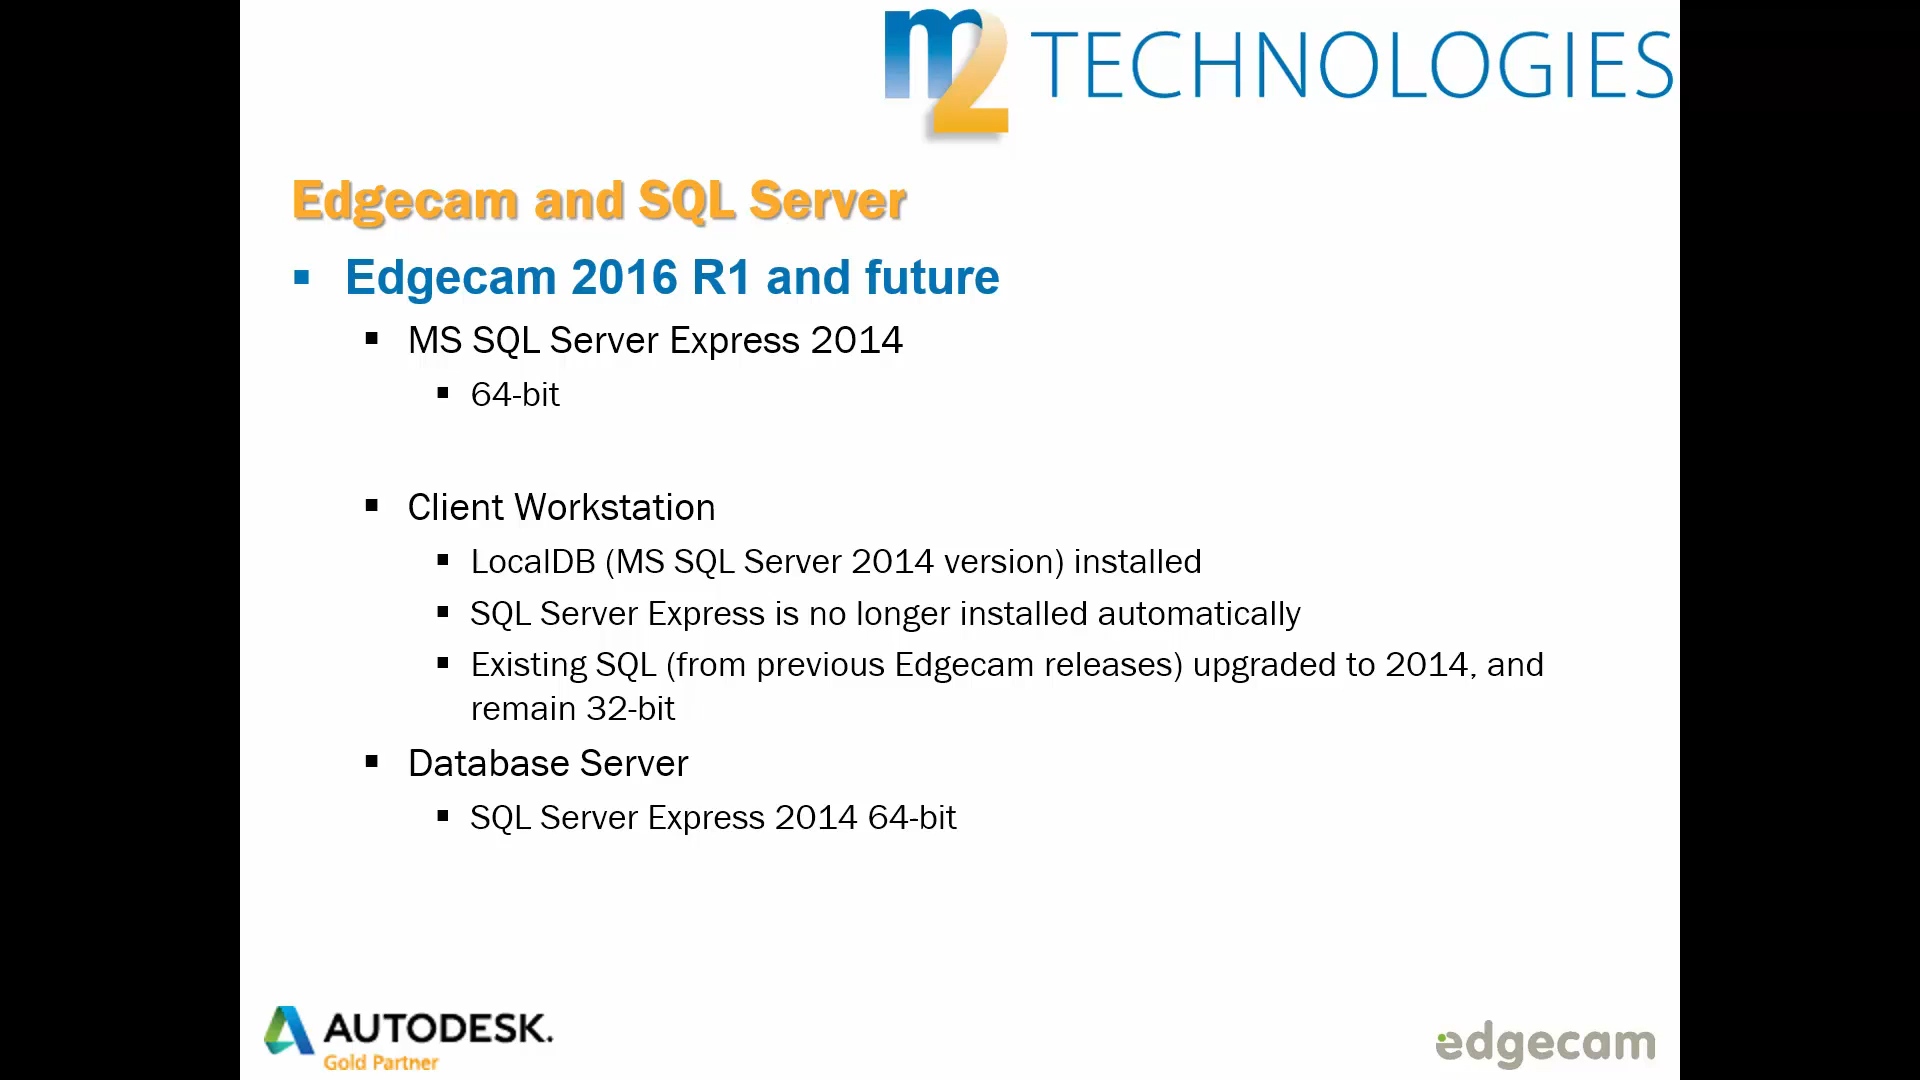 m2 TECHNOLOGIES
Edgecam and SQL Server
▪ Edgecam 2016 R1 and future
▪ MS SQL Server Express 2014
▪ 64-bit
▪ Client Workstation
▪ LocalDB (MS SQL Server 2014 version) installed
▪ SQL Server Express is no longer installed automatically
▪ Existing SQL (from previous Edgecam releases) upgraded to 2014, and
remain 32-bit
▪ Database Server
▪ SQL Server Express 2014 64-bit
AUTODESK.
Gold Partner
edgecam